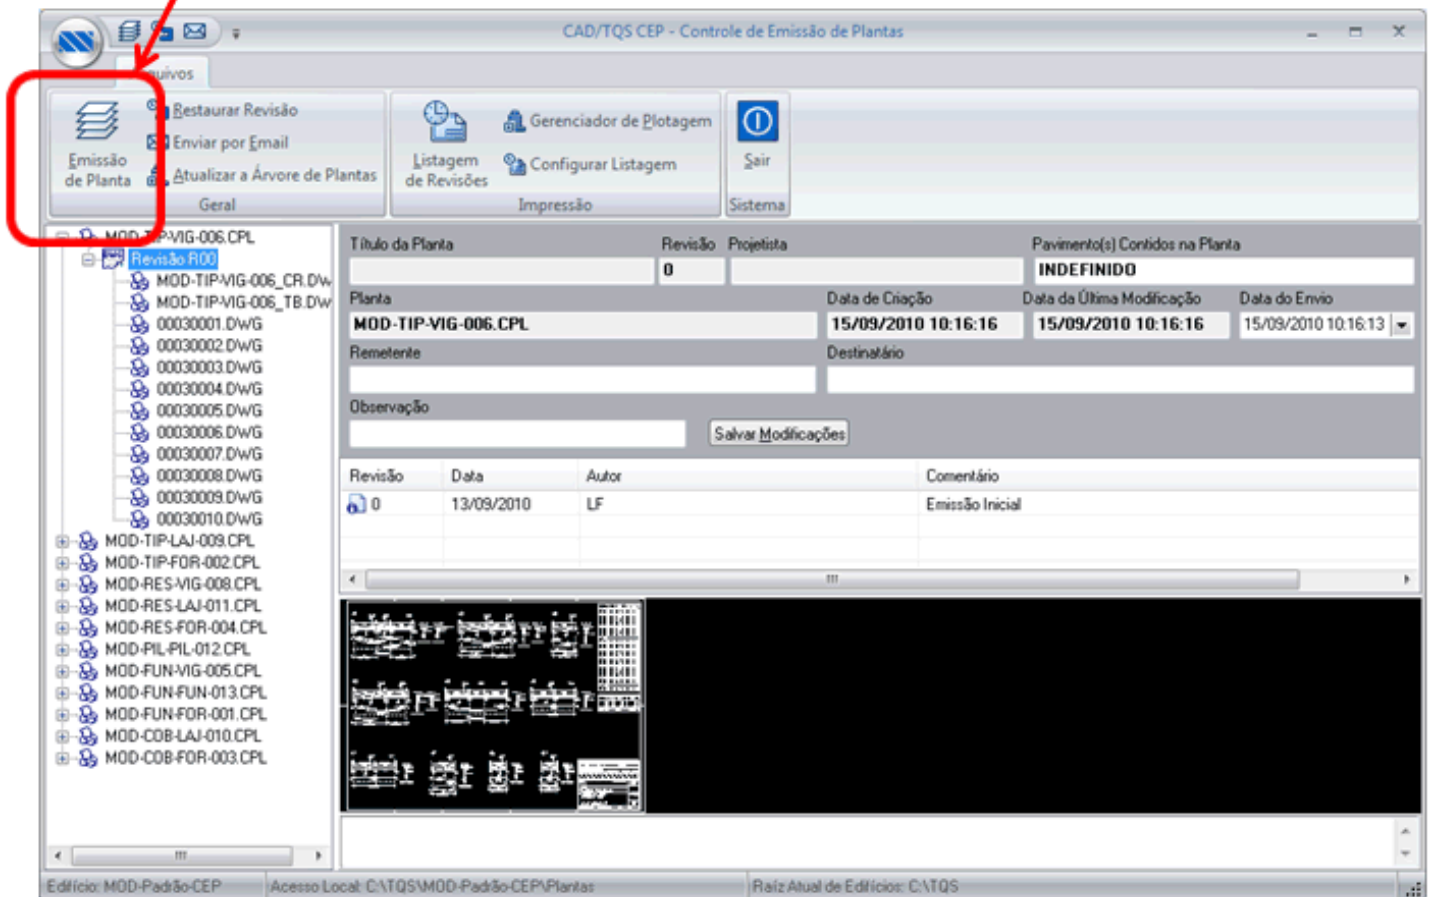 CAD/TQS CEP - Controle de Emissão de Plantas
quivos
Restaurar Revisão
Enviar por Email
Atualizar a Árvore de Plantas
Emissão
de Planta
Geral
Listagem
de Revisões
Gerenciador de Plotagem
Configurar Listagem
Impressão
Sair
Sistema
MOD-TIP-VIG-006.CPL
Revisão R00
MOD-TIP-VIG-006_CR.DW
MOD-TIP-VIG-006_TB.DW
00030001.DWG
00030002.DWG
00030003.DWG
00030004.DWG
00030005.DWG
00030006.DWG
00030007.DWG
00030008.DWG
00030009.DWG
00030010.DWG
MOD-TIP-LAJ-009.CPL
MOD-TIP-FOR-002.CPL
MOD-RES-VIG-008.CPL
MOD-RES-LAJ-011.CPL
MOD-RES-FOR-004.CPL
MOD-PIL-PIL-012.CPL
MOD-FUN-VIG-005.CPL
MOD-FUN-FUN-013.CPL
MOD-FUN-FOR-001.CPL
MOD-COB-LAJ-010.CPL
MOD-COB-FOR-003.CPL
Título da Planta Revisão Projetista Pavimento(s) Contidos na Planta
0 INDEFINIDO
Planta Data de Criação Data da Última Modificação Data do Envio
MOD-TIP-VIG-006.CPL 15/09/2010 10:16:16 15/09/2010 10:16:16 15/09/2010 10:16:13
Remetente Destinatário
Observação
Salvar Modificações
Revisão Data Autor Comentário
0 13/09/2010 LF Emissão Inicial
Edifício: MOD-Padrão-CEP Acesso Local: C:\TQS\MOD-Padrão-CEP\Plantas Raíz Atual de Edifícios: C:\TQS